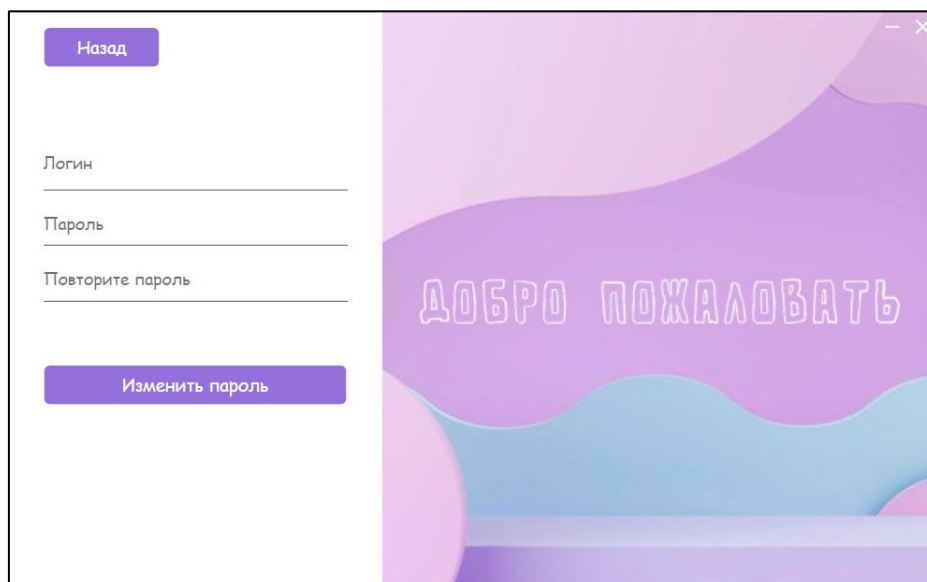 Назад
Логин
Пароль
Повторите пароль
Изменить пароль
ДОБРО ПОЖАЛОВАТЬ